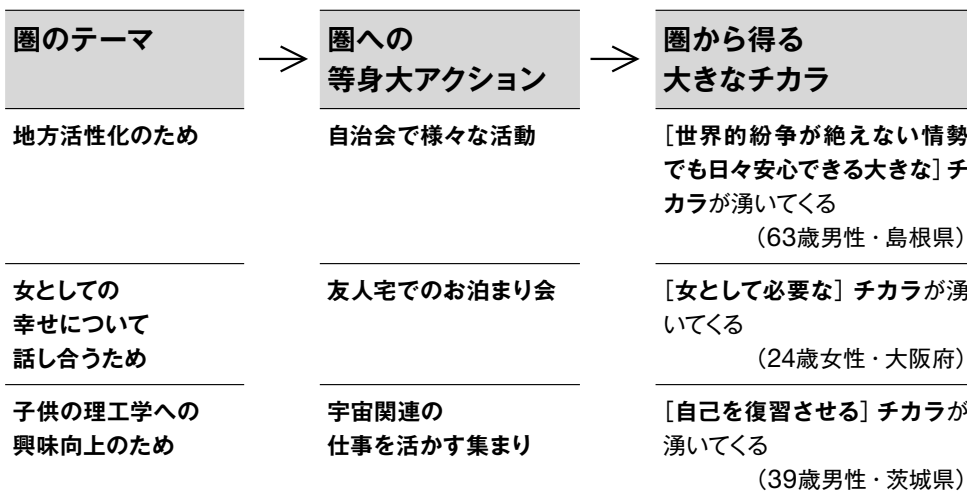 圏のテーマ
圏への
等身大アクション
圏から得る
大きなチカラ
地方活性化のため
自治会で様々な活動
［世界的紛争が絶えない情勢
でも日々安心できる大きな］チ
カラが湧いてくる
（63歳男性・島根県）
女としての
幸せについて
話し合うため
友人宅でのお泊まり会
［女として必要な］チカラが湧
いてくる
（24歳女性・大阪府）
子供の理工学への
興味向上のため
宇宙関連の
仕事を活かす集まり
［自己を復習させる］チカラが
湧いてくる
（39歳男性・茨城県）